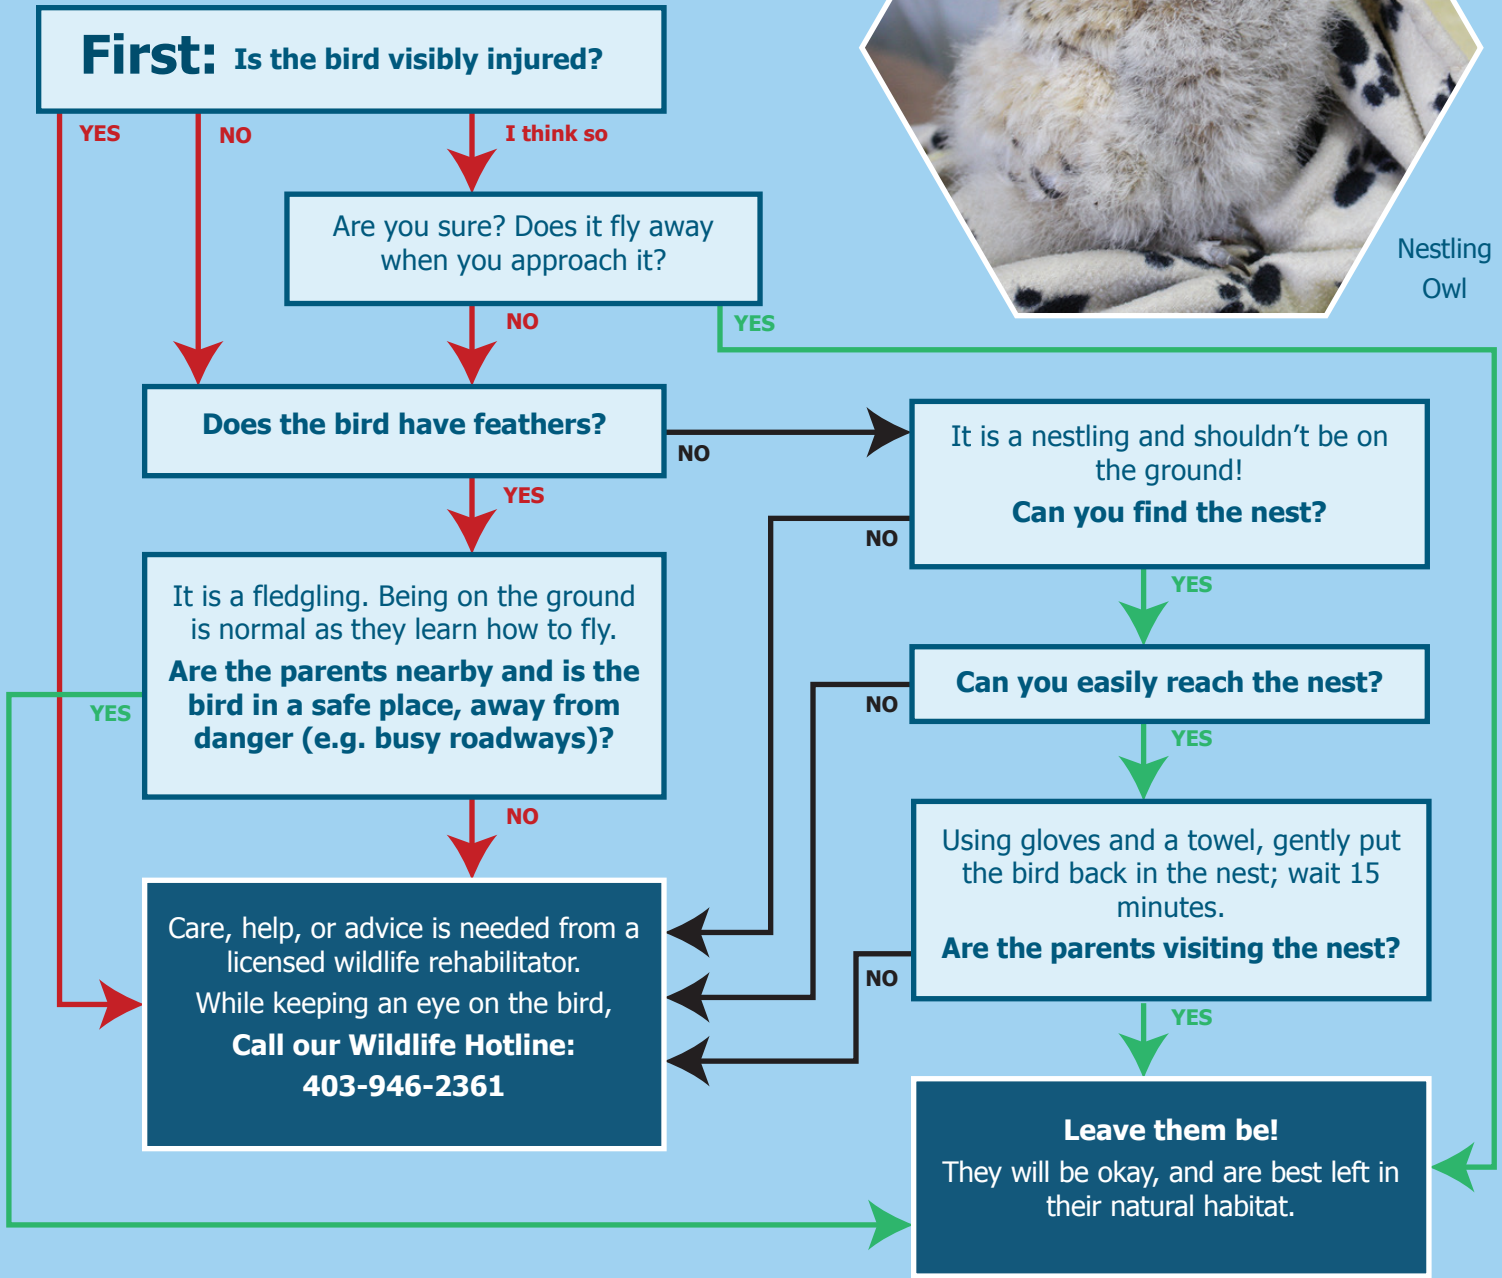 First: Is the bird visibly injured?
YES
NO
I think so
Are you sure? Does it fly away
when you approach it?
Nestling
Owl
NO
YES
Does the bird have feathers?
NO
YES
It is a nestling and shouldn’t be on
the ground!
Can you find the nest?
NO
YES
It is a fledgling. Being on the ground
is normal as they learn how to fly.
Are the parents nearby and is the
bird in a safe place, away from
danger (e.g. busy roadways)?
YES
NO
Can you easily reach the nest?
NO
YES
Using gloves and a towel, gently put
the bird back in the nest; wait 15
minutes.
Are the parents visiting the nest?
NO
YES
Care, help, or advice is needed from a
licensed wildlife rehabilitator.
While keeping an eye on the bird,
Call our Wildlife Hotline:
403-946-2361
Leave them be!
They will be okay, and are best left in
their natural habitat.